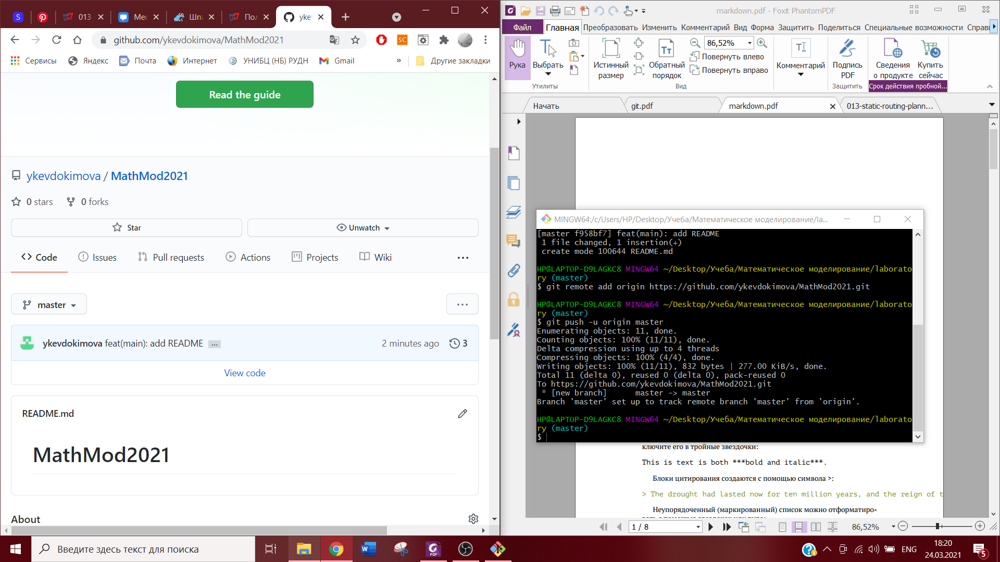 013
Мес
Шпа
Пол
ykev
github.com/ykevdokimova/MathMod2021
Сервисы
Яндекс
Почта
Интернет
УНИБЦ (НБ) РУДН
Gmail
»
Другие закладки
Read the guide
ykevdokimova / MathMod2021
0 stars
0 forks
Star
Unwatch
Code
Issues
Pull requests
Actions
Projects
Wiki
master
ykevdokimova feat(main): add README ...
2 minutes ago
3
View code
README.md
MathMod2021
About
markdown.pdf - Foxit PhantomPDF
Файл
Главная
Преобразовать
Изменить
Комментарий
Вид
Форма
Защитить
Поделиться
Специальные возможности
Справ
Рука
Выбрать
Утилиты
Истинный размер
Обратный порядок
86,52%
Повернуть влево
Повернуть вправо
Вид
Комментарий
Подпись PDF
Защитить
Сведения о продукте
Купить сейчас
Срок действия пробной...
Начать
git.pdf
markdown.pdf
013-static-routing-plann...
MINGW64:/c/Users/HP/Desktop/Учеба/Математическое моделирование/la...
[master f958bf7] feat(main): add README
1 file changed, 1 insertion(+)
create mode 100644 README.md
HP@LAPTOP-D9LAGKC8 MINGW64 ~/Desktop/Учеба/Математическое моделирование/laborato
ry (master)
$ git remote add origin https://github.com/ykevdokimova/MathMod2021.git
HP@LAPTOP-D9LAGKC8 MINGW64 ~/Desktop/Учеба/Математическое моделирование/laborato
ry (master)
$ git push -u origin master
Enumerating objects: 11, done.
Counting objects: 100% (11/11), done.
Delta compression using up to 4 threads
Compressing objects: 100% (4/4), done.
Writing objects: 100% (11/11), 832 bytes | 277.00 KiB/s, done.
Total 11 (delta 0), reused 0 (delta 0), pack-reused 0
To https://github.com/ykevdokimova/MathMod2021.git
* [new branch]      master -> master
Branch 'master' set up to track remote branch 'master' from 'origin'.
HP@LAPTOP-D9LAGKC8 MINGW64 ~/Desktop/Учеба/Математическое моделирование/laborato
ry (master)
$
ключите его в тройные звездочки:
This is text is both ***bold and italic***.
Блоки цитирования создаются с помощью символа >:
> The drought had lasted now for ten million years, and the reign of t
Неупорядоченный (маркированный) список можно отформатиро-
1 / 8
86,52%
Введите здесь текст для поиска
ENG
18:20
24.03.2021
5